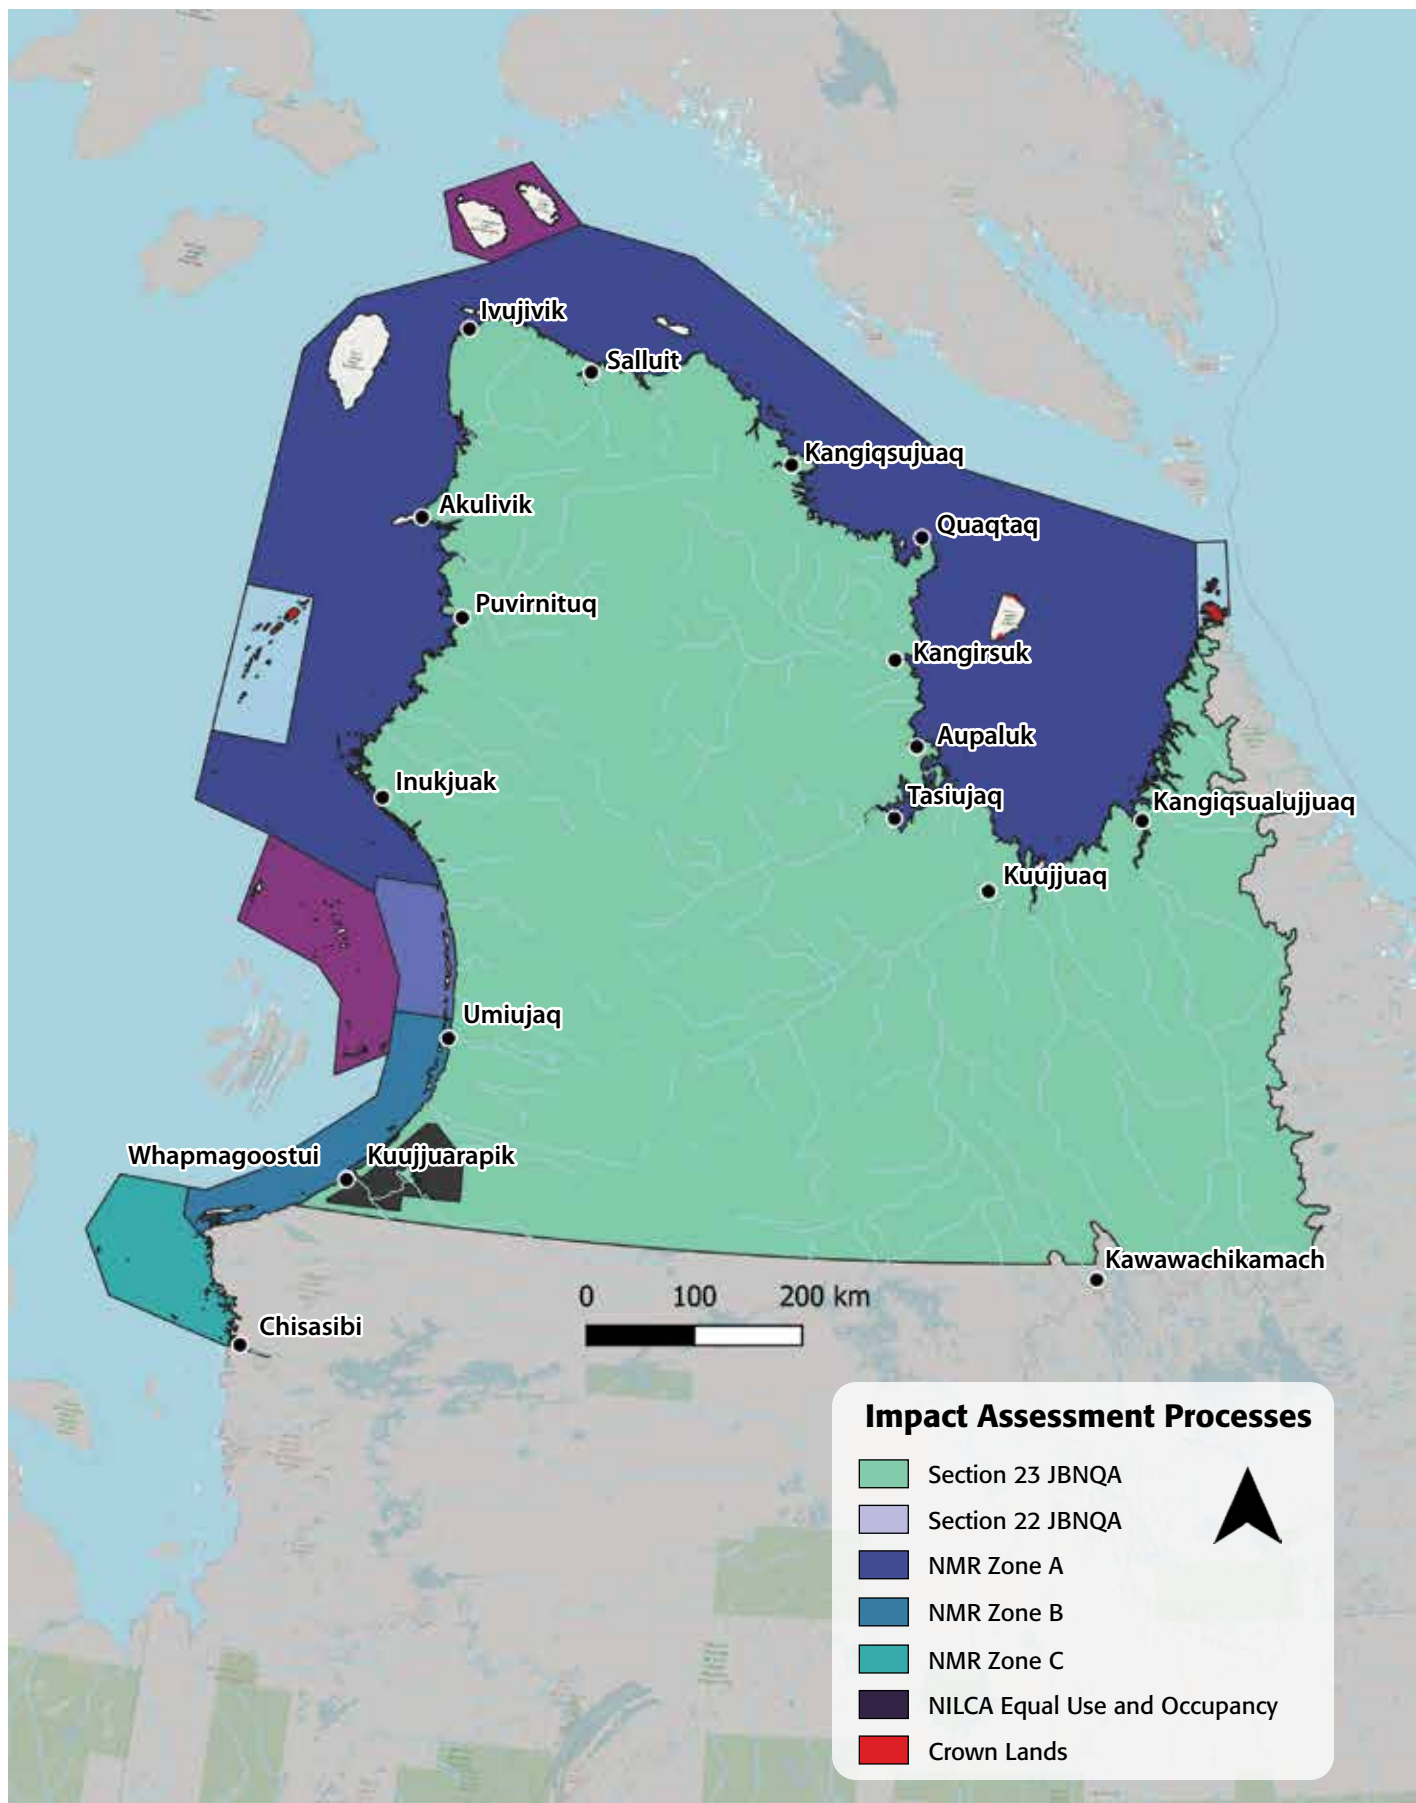 Ivujivik
Salluit
Kangiqsujuaq
Akulivik
Quaqtaq
Puvirnituq
Kangirsuk
Aupaluk
Inukjuak
Tasiujaq
Kangiqsualujjuaq
Kuujjuaq
Umiujaq
Whapmagoostui
Kuujjuarapik
Kawawachikamach
0 100 200 km
Chisasibi
Impact Assessment Processes
Section 23 JBNQA
Section 22 JBNQA
NMR Zone A
NMR Zone B
NMR Zone C
NILCA Equal Use and Occupancy
Crown Lands